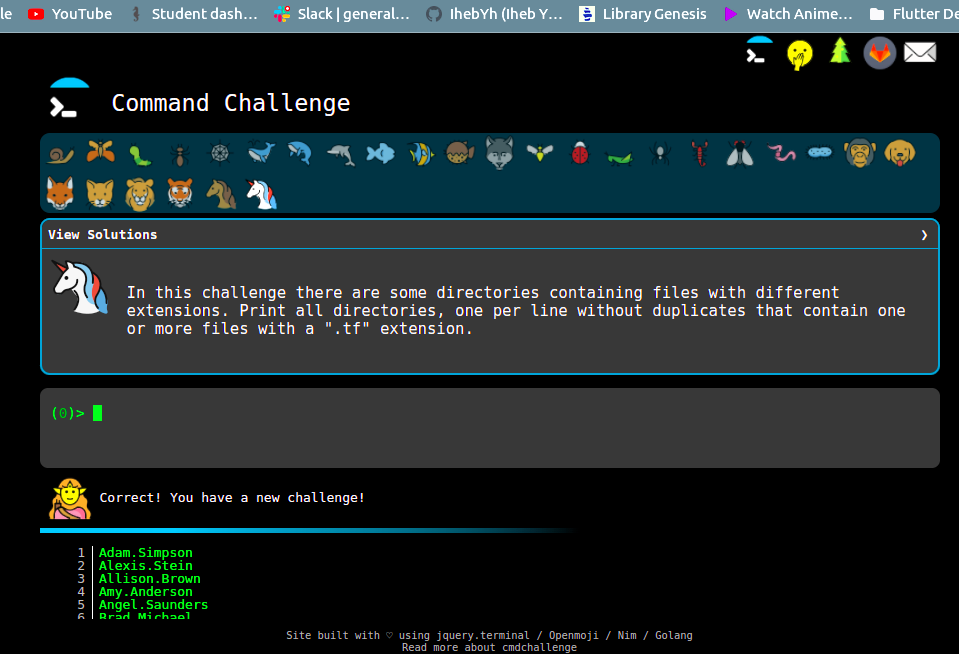 le YouTube Student dash... Slack | general... IhebYh (Iheb Y... Library Genesis Watch Anime... Flutter De
Command Challenge
View Solutions ❯
In this challenge there are some directories containing files with different
extensions. Print all directories, one per line without duplicates that contain one
or more files with a ".tf" extension.
(0)>
Correct! You have a new challenge!
1 Adam.Simpson
2 Alexis.Stein
3 Allison.Brown
4 Amy.Anderson
5 Angel.Saunders
6 Brad.Michael
Site built with ♡ using jquery.terminal / Openmoji / Nim / Golang
Read more about cmdchallenge